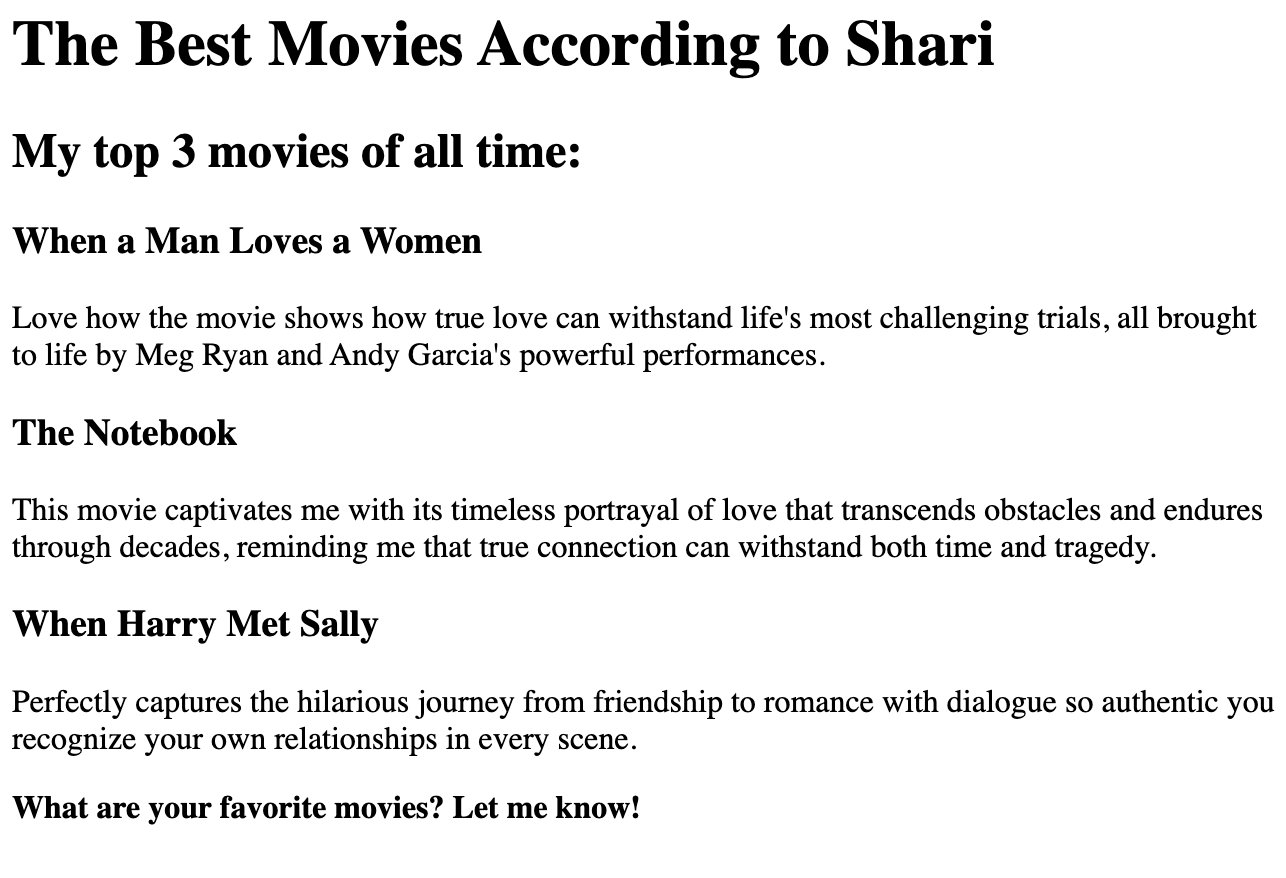 The Best Movies According to Shari
My top 3 movies of all time:
When a Man Loves a Women
Love how the movie shows how true love can withstand life's most challenging trials, all brought
to life by Meg Ryan and Andy Garcia's powerful performances.
The Notebook
This movie captivates me with its timeless portrayal of love that transcends obstacles and endures
through decades, reminding me that true connection can withstand both time and tragedy.
When Harry Met Sally
Perfectly captures the hilarious journey from friendship to romance with dialogue so authentic you
recognize your own relationships in every scene.
What are your favorite movies? Let me know!